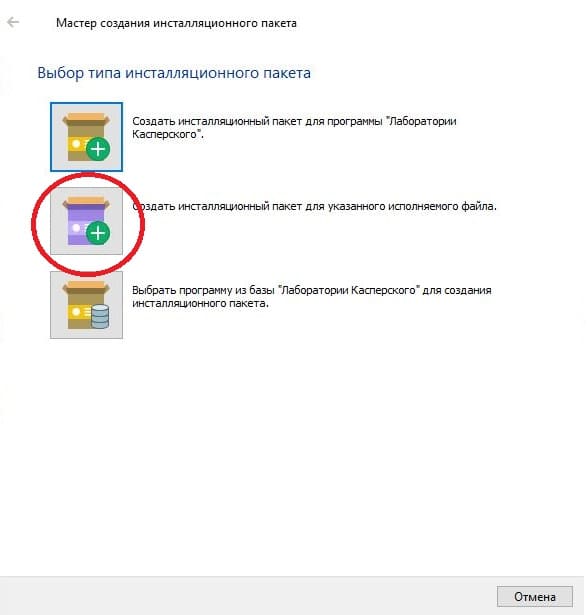 Мастер создания инсталляционного пакета
Выбор типа инсталляционного пакета
Создать инсталляционный пакет для программы "Лаборатории
Касперского".
Создать инсталляционный пакет для указанного исполняемого файла.
Выбрать программу из базы "Лаборатории Касперского" для создания
инсталляционного пакета.
Отмена